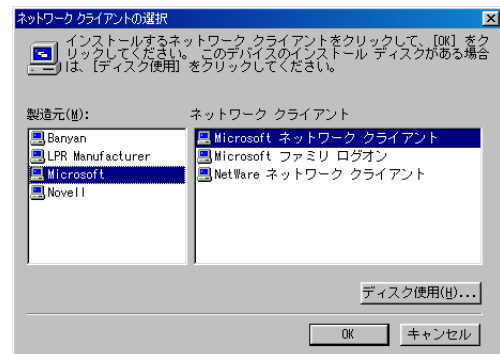 ネットワーク クライアントの選択
インストールするネットワーク クライアントをクリックして、[OK] をク
リックしてください。 このデバイスのインストール ディスクがある場合
は、[ディスク使用] をクリックしてください。
製造元(M):
ネットワーク クライアント
Banyan
LPR Manufacturer
Microsoft
Novell
Microsoft ネットワーク クライアント
Microsoft ファミリ ログオン
NetWare ネットワーク クライアント
ディスク使用(H)...
OK
キャンセル